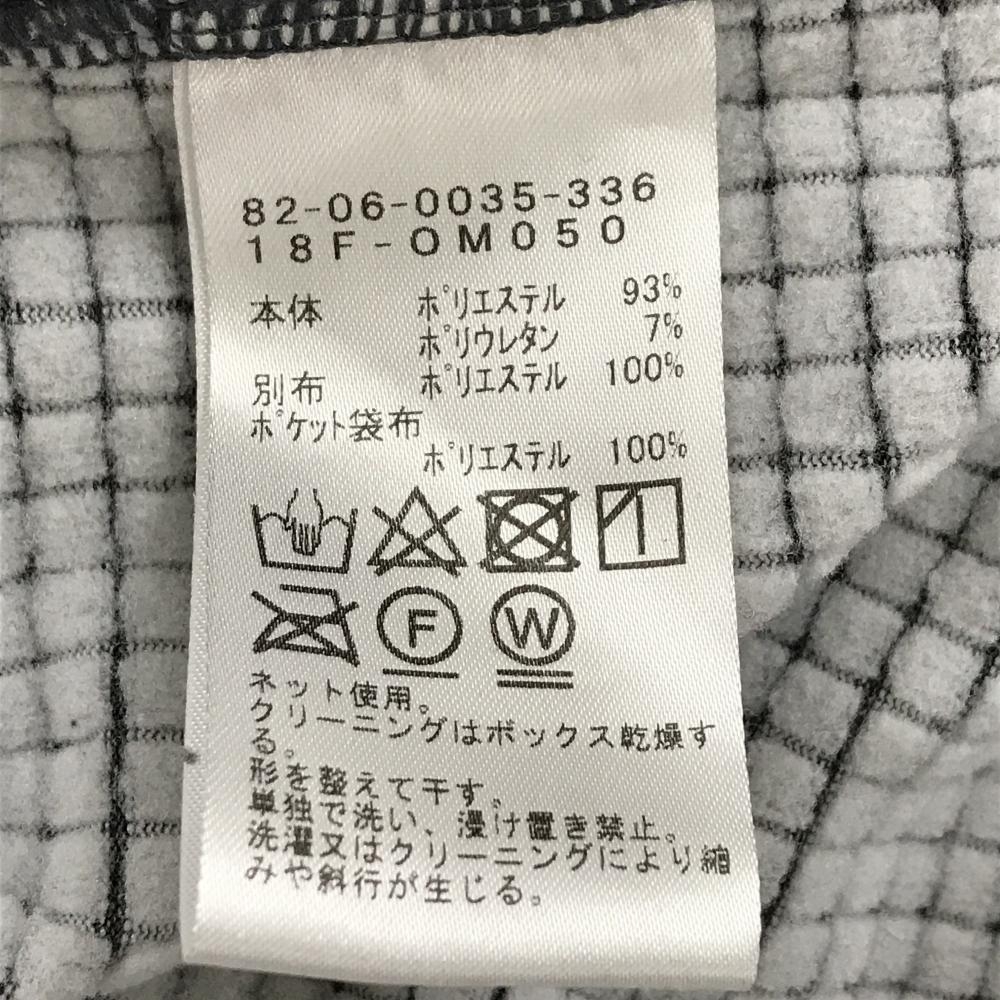 82-06-0035-336
18F-OM050
本体 ポリエステル 93%
ポリウレタン 7%
別布 ポリエステル 100%
ポケット袋布
ポリエステル 100%
F W
ネット使用。
クリーニングはボックス乾燥す
る。
形を整えて干す。
単独で洗い、浸け置き禁止。
洗濯又はクリーニングにより縮
みや斜行が生じる。